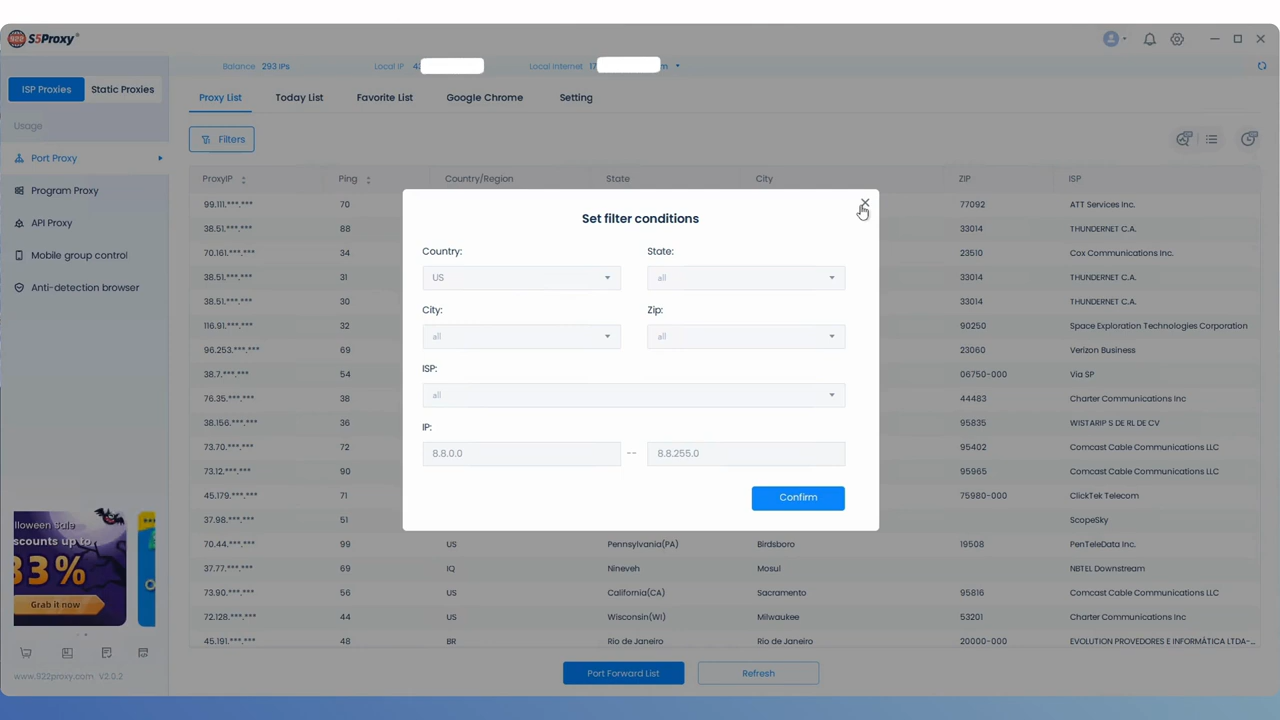 S5Proxy®
Balance 293 IPs Local IP Local Internet
ISP Proxies Static Proxies
Proxy List Today List Favorite List Google Chrome Setting
Usage
Filters
Port Proxy
Program Proxy
API Proxy
Mobile group control
Anti-detection browser
ProxyIP Ping Country/Region State City ZIP ISP
99.111.***.*** 70 77092 ATT Services Inc.
38.51.***.*** 88 33014 THUNDERNET C.A.
70.161.***.*** 34 23510 Cox Communications Inc.
38.51.***.*** 31 33014 THUNDERNET C.A.
38.51.***.*** 30 33014 THUNDERNET C.A.
116.91.***.*** 32 90250 Space Exploration Technologies Corporation
96.253.***.*** 69 23060 Verizon Business
38.7.***.*** 54 06750-000 Via SP
76.35.***.*** 38 44483 Charter Communications Inc
38.156.***.*** 36 95835 WISTARIP S DE RL DE CV
73.70.***.*** 72 95402 Comcast Cable Communications LLC
73.12.***.*** 90 95965 Comcast Cable Communications LLC
45.179.***.*** 71 75980-000 ClickTek Telecom
37.98.***.*** 51 ScopeSky
70.44.***.*** 99 US Pennsylvania(PA) Birdsboro 19508 PenTeleData Inc.
37.77.***.*** 69 IQ Nineveh Mosul NBTEL Downstream
73.90.***.*** 56 US California(CA) Sacramento 95816 Comcast Cable Communications LLC
72.128.***.*** 44 US Wisconsin(WI) Milwaukee 53201 Charter Communications Inc
45.191.***.*** 48 BR Rio de Janeiro Rio de Janeiro 20000-000 EVOLUTION PROVEDORES E INFORMÁTICA LTDA-...
Set filter conditions
Country: State:
US all
City: Zip:
all all
ISP:
all
IP:
8.8.0.0 -- 8.8.255.0
Confirm
lloween Sale
scounts up to
83%
Grab it now
Port Forward List Refresh
www.922proxy.com V2.0.2